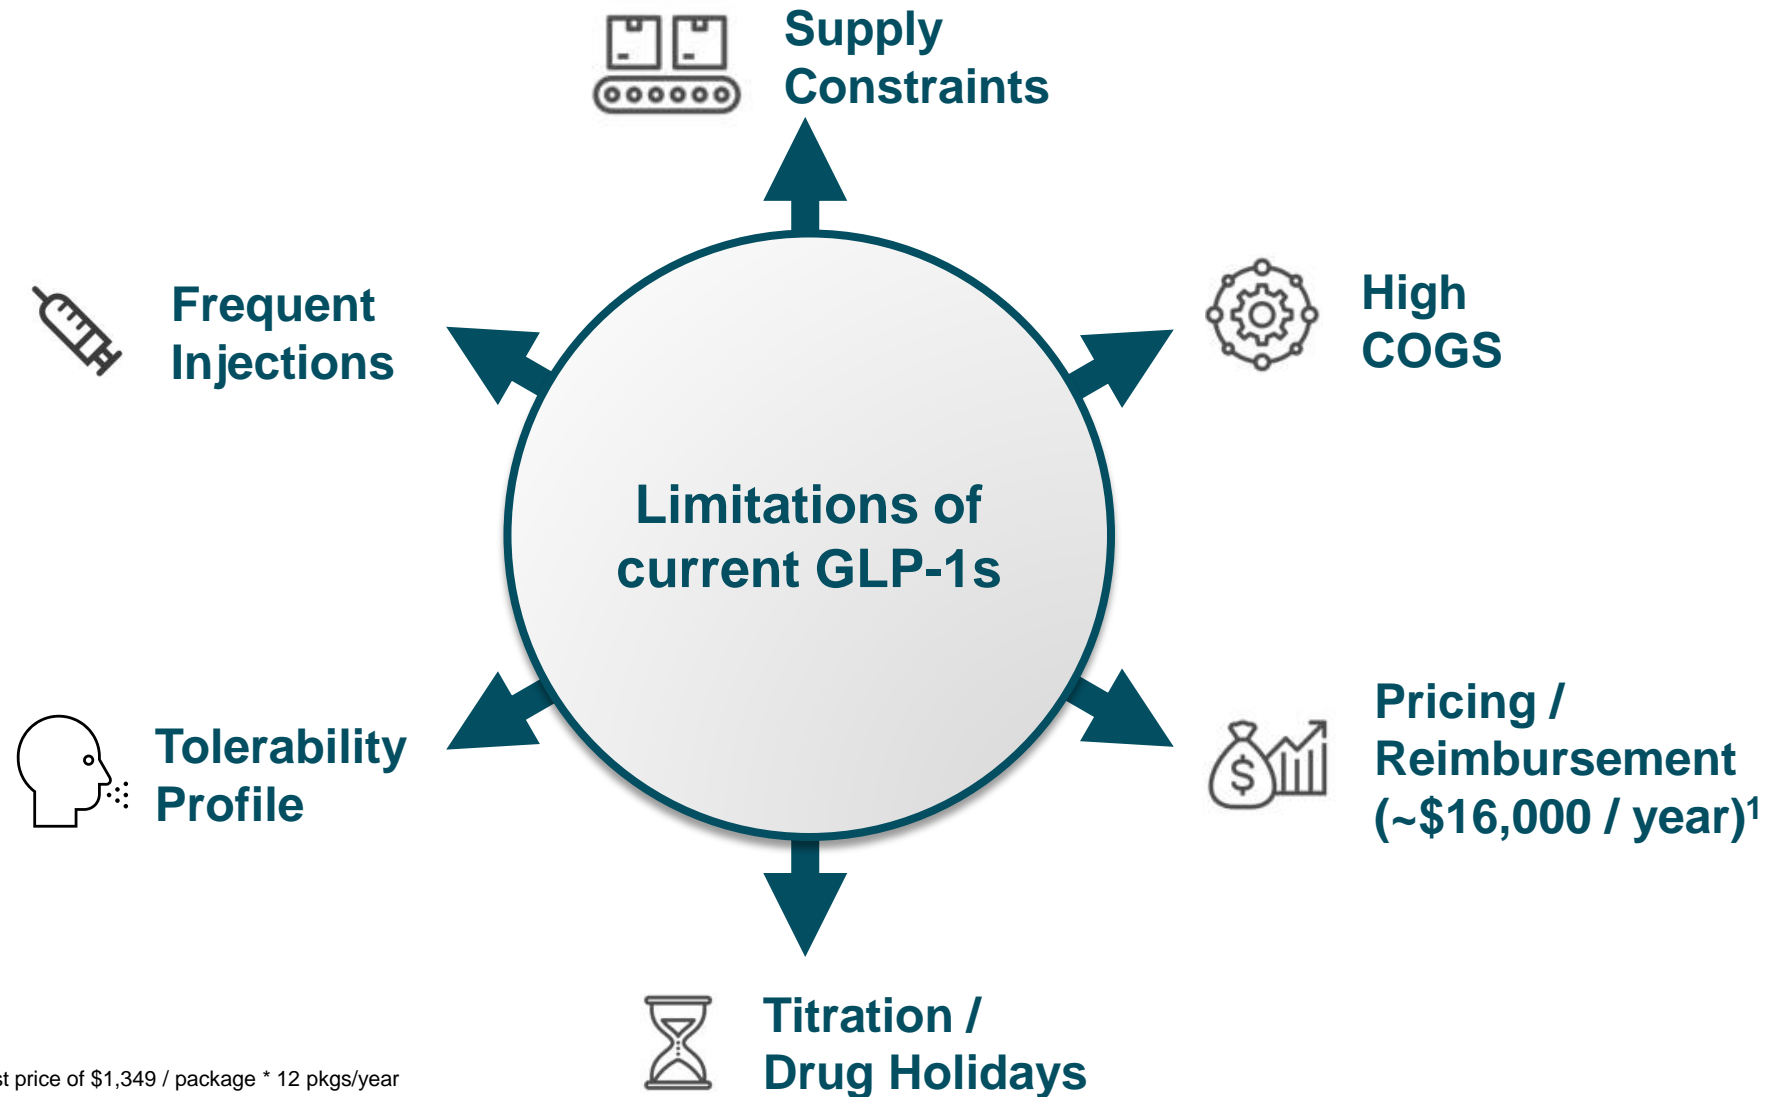 Supply
Constraints
Frequent
Injections
High
COGS
Limitations of
current GLP-1s
Tolerability
Profile
Pricing /
Reimbursement
(~$16,000 / year)¹
Titration /
Drug Holidays
price of $1,349 / package * 12 pkgs/year